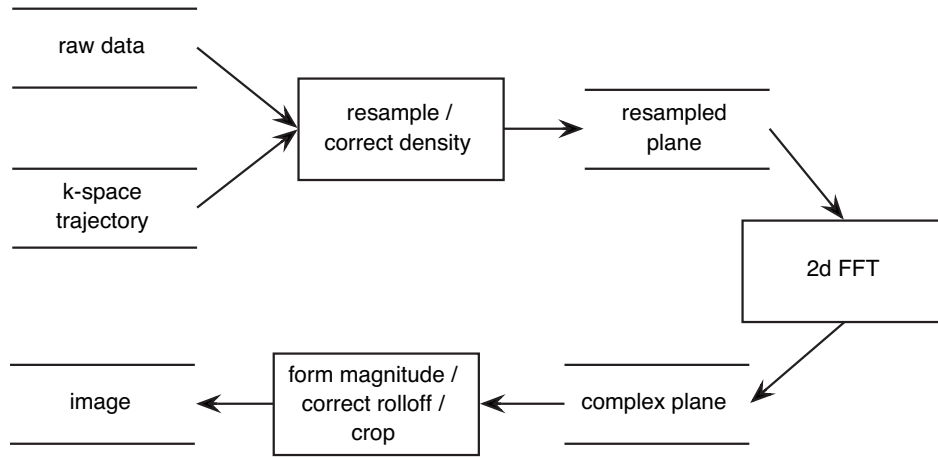 raw data
k-space
trajectory
resample /
correct density
resampled
plane
2d FFT
complex plane
form magnitude /
correct rolloff /
crop
image